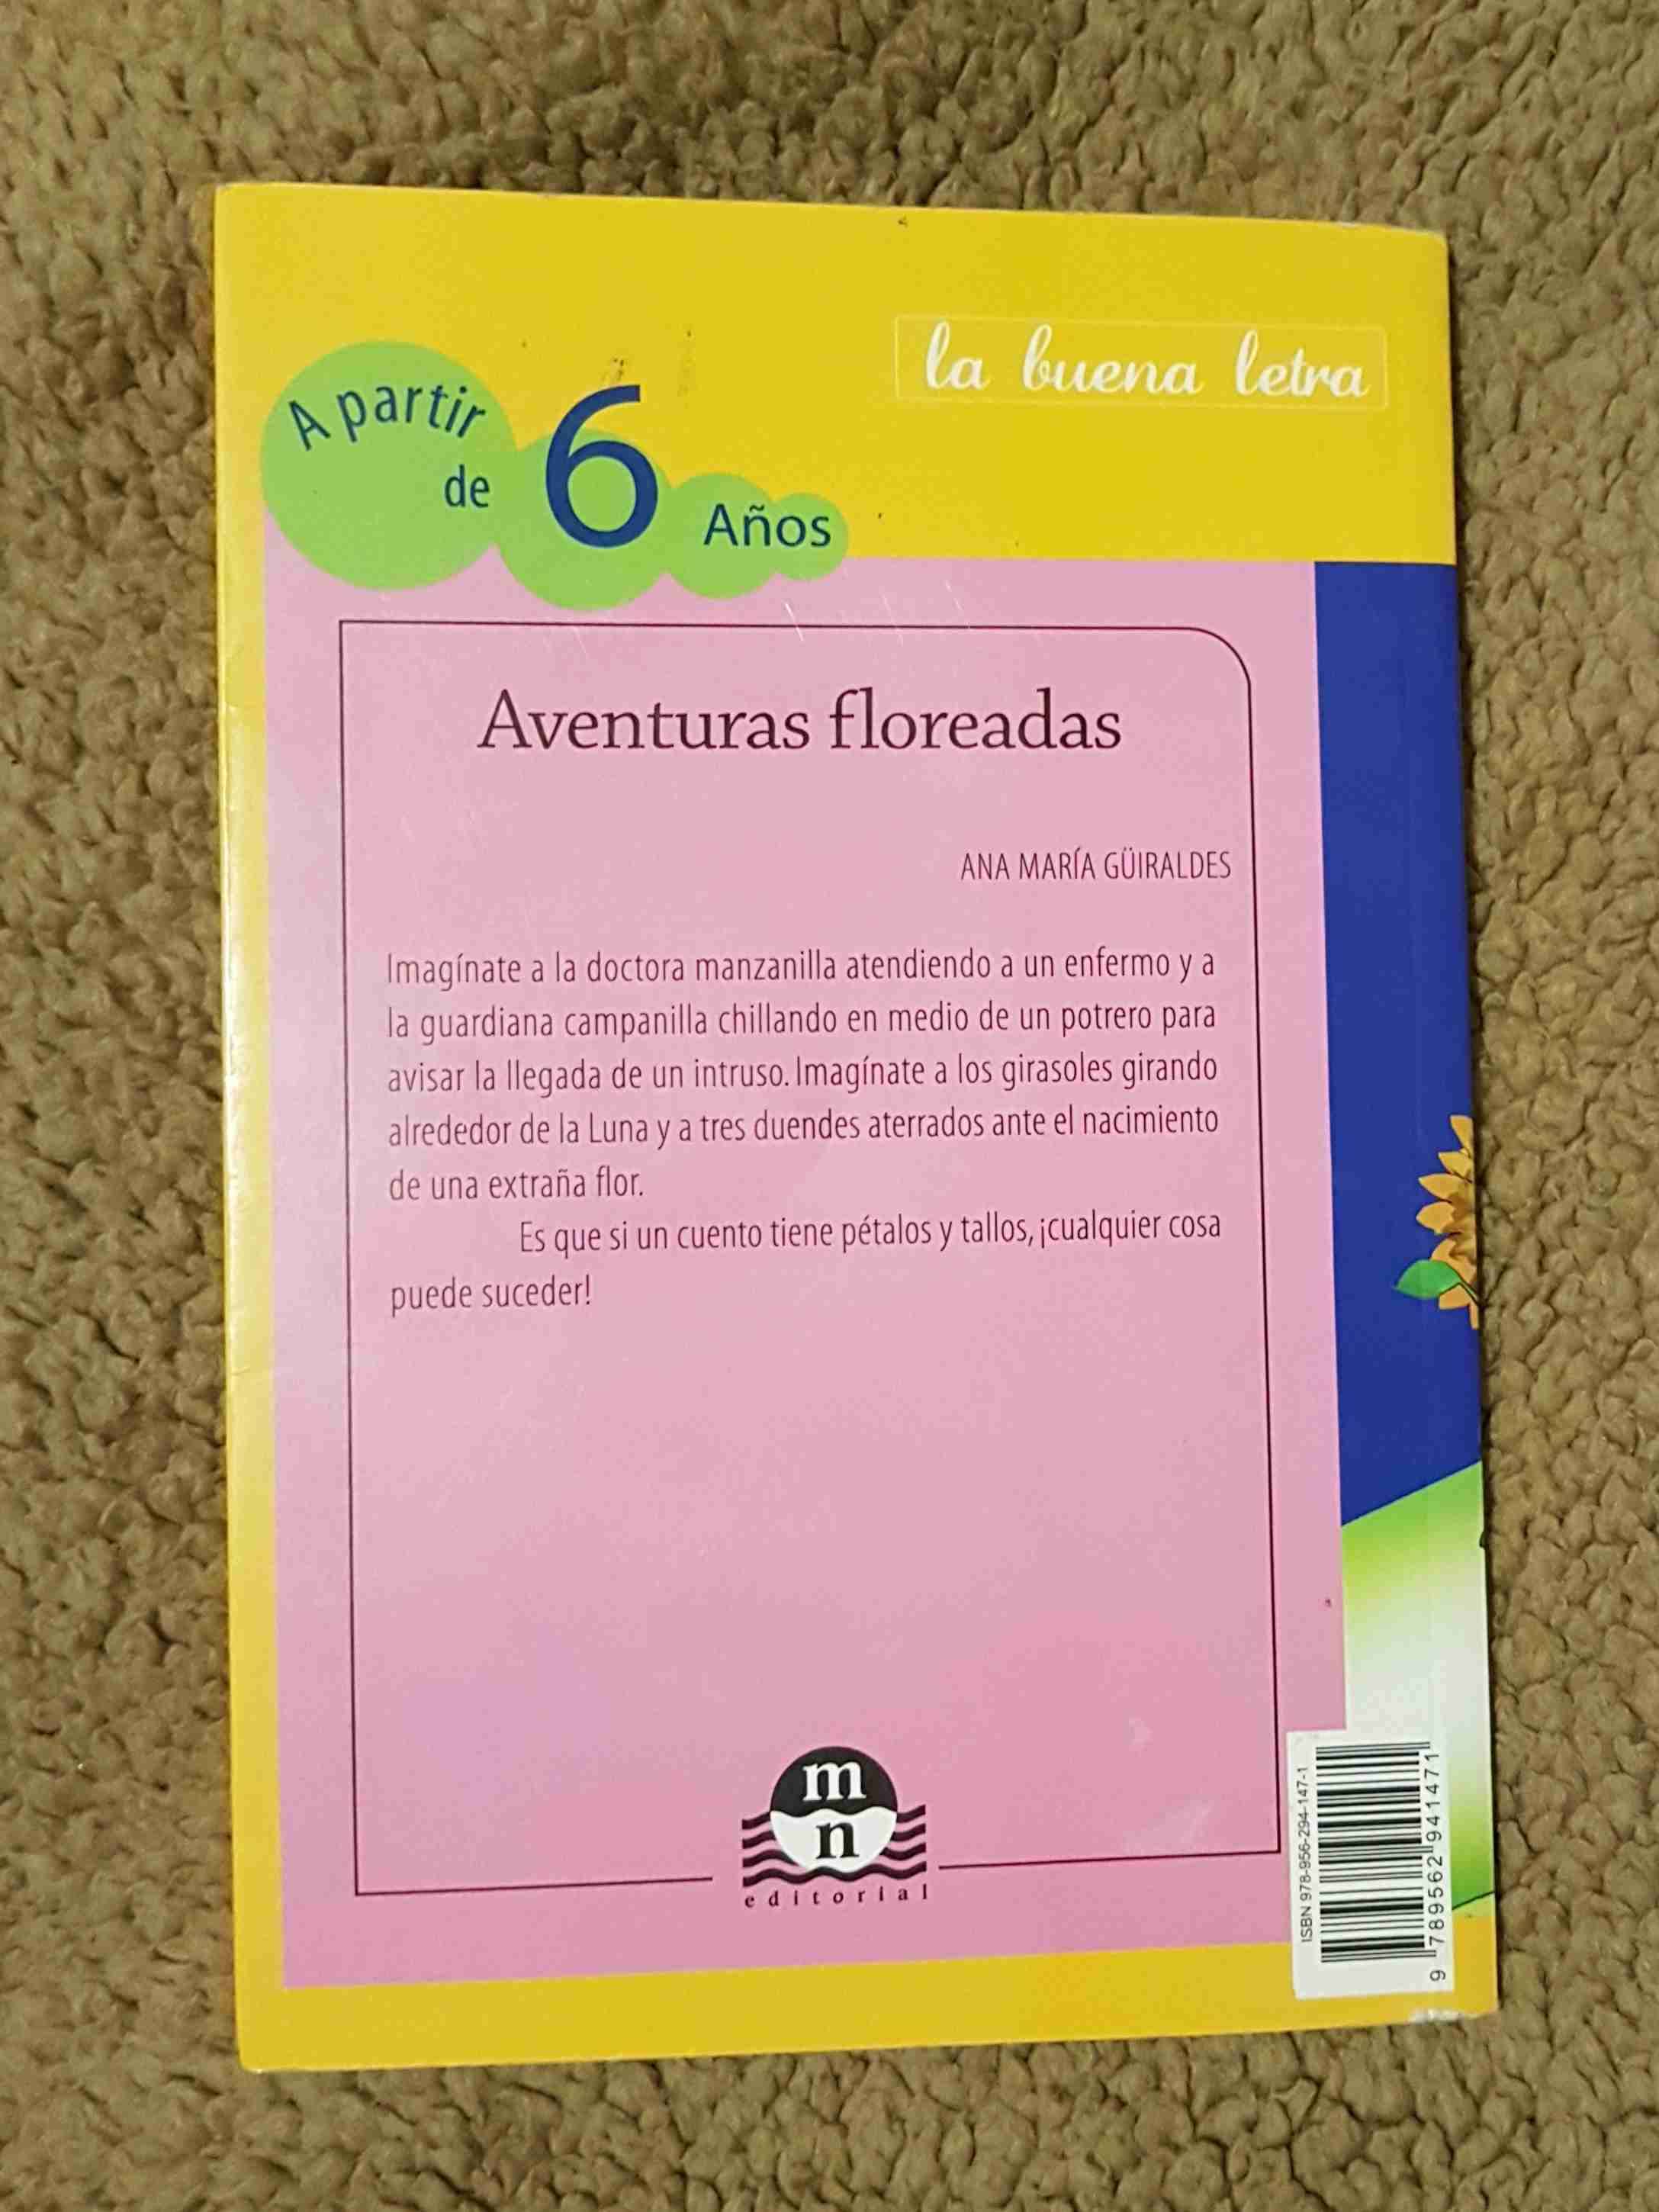 la buena letra
A partir
de 6 Años
Aventuras floreadas
ANA MARÍA GÜIRALDES
Imagínate a la doctora manzanilla atendiendo a un enfermo y a
la guardiana campanilla chillando en medio de un potrero para
avisar la llegada de un intruso. Imagínate a los girasoles girando
alrededor de la Luna y a tres duendes aterrados ante el nacimiento
de una extraña flor.
Es que si un cuento tiene pétalos y tallos, ¡cualquier cosa
puede suceder!
m
n
editorial
ISBN 978-956-294-147-1
9 789562 941471